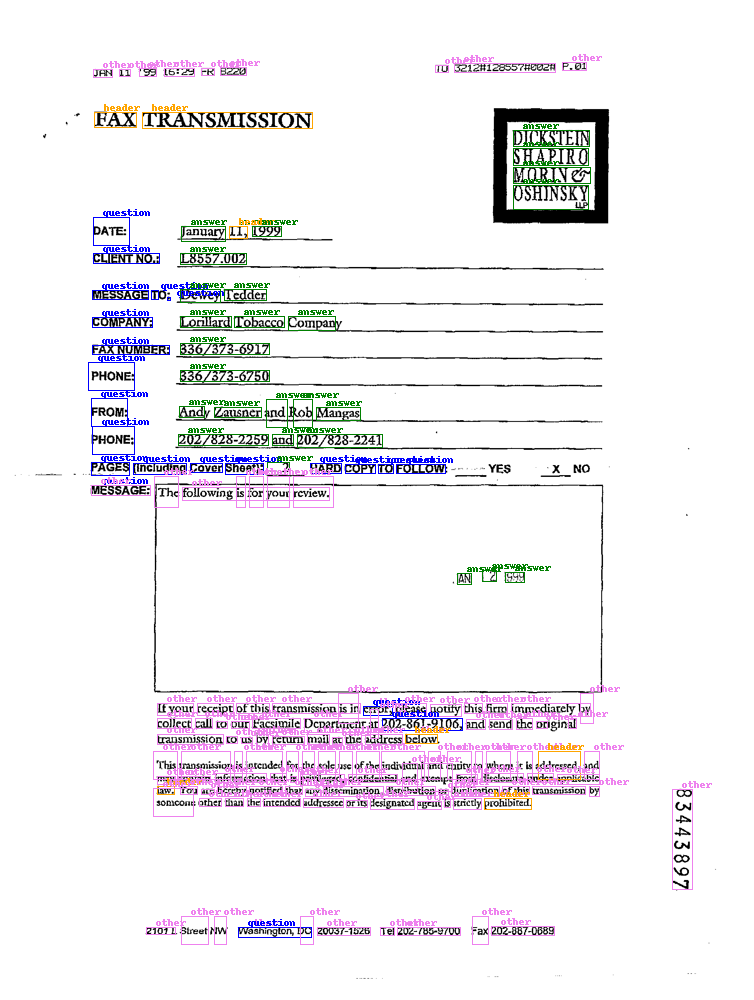 JAN 11 '99 16:29 FR 8220 TO 3212#128557#002# P.01
FAX TRANSMISSION
DICKSTEIN
SHAPIRO
MORIN &
OSHINSKY
LLP
DATE: January 11, 1999
CLIENT NO.: L8557.002
MESSAGE TO: Dewey Tedder
COMPANY: Lorillard Tobacco Company
FAX NUMBER: 336/373-6917
PHONE: 336/373-6750
FROM: Andy Zausner and Rob Mangas
PHONE: 202/828-2259 and 202/828-2241
PAGES (Including Cover Sheet): 2 HARD COPY TO FOLLOW: YES X NO
MESSAGE: The following is for your review.
If your receipt of this transmission is in error, please notify this firm immediately by
collect call to our Facsimile Department at 202-861-9106, and send the original
transmission to us by return mail at the address below.
This transmission is intended for the sole use of the individual and entity to whom it is addressed, and
may contain information that is privileged, confidential and exempt from disclosure under applicable
law. You are hereby notified that any dissemination, distribution or duplication of this transmission by
someone other than the intended addressee or its designated agent is strictly prohibited.
83443897
2101 L Street NW Washington, DC 20037-1526 Tel 202-785-9700 Fax 202-887-0689